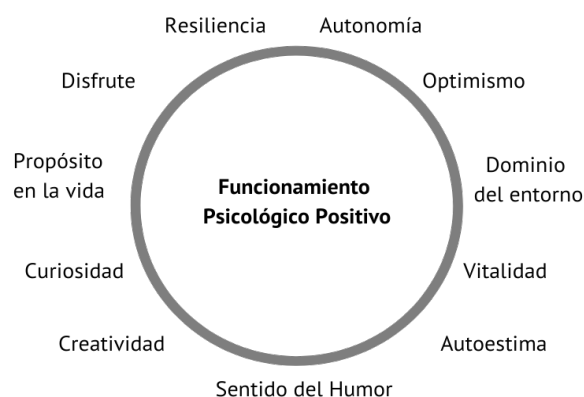 Resiliencia
Autonomía
Disfrute
Optimismo
Propósito
en la vida
Funcionamiento
Psicológico Positivo
Dominio
del entorno
Curiosidad
Vitalidad
Creatividad
Autoestima
Sentido del Humor